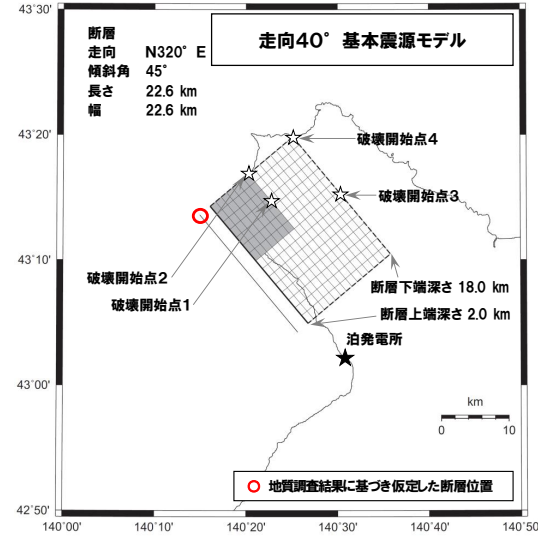 43°30'
断層
走向 N320° E
傾斜角 45°
長さ 22.6 km
幅 22.6 km
走向40° 基本震源モデル
43°20'
破壊開始点4
破壊開始点3
43°10'
破壊開始点2
破壊開始点1
断層下端深さ 18.0 km
断層上端深さ 2.0 km
泊発電所
43°00'
km
0 10
地質調査結果に基づき仮定した断層位置
42°50'
140°00' 140°10' 140°20' 140°30' 140°40' 140°50'